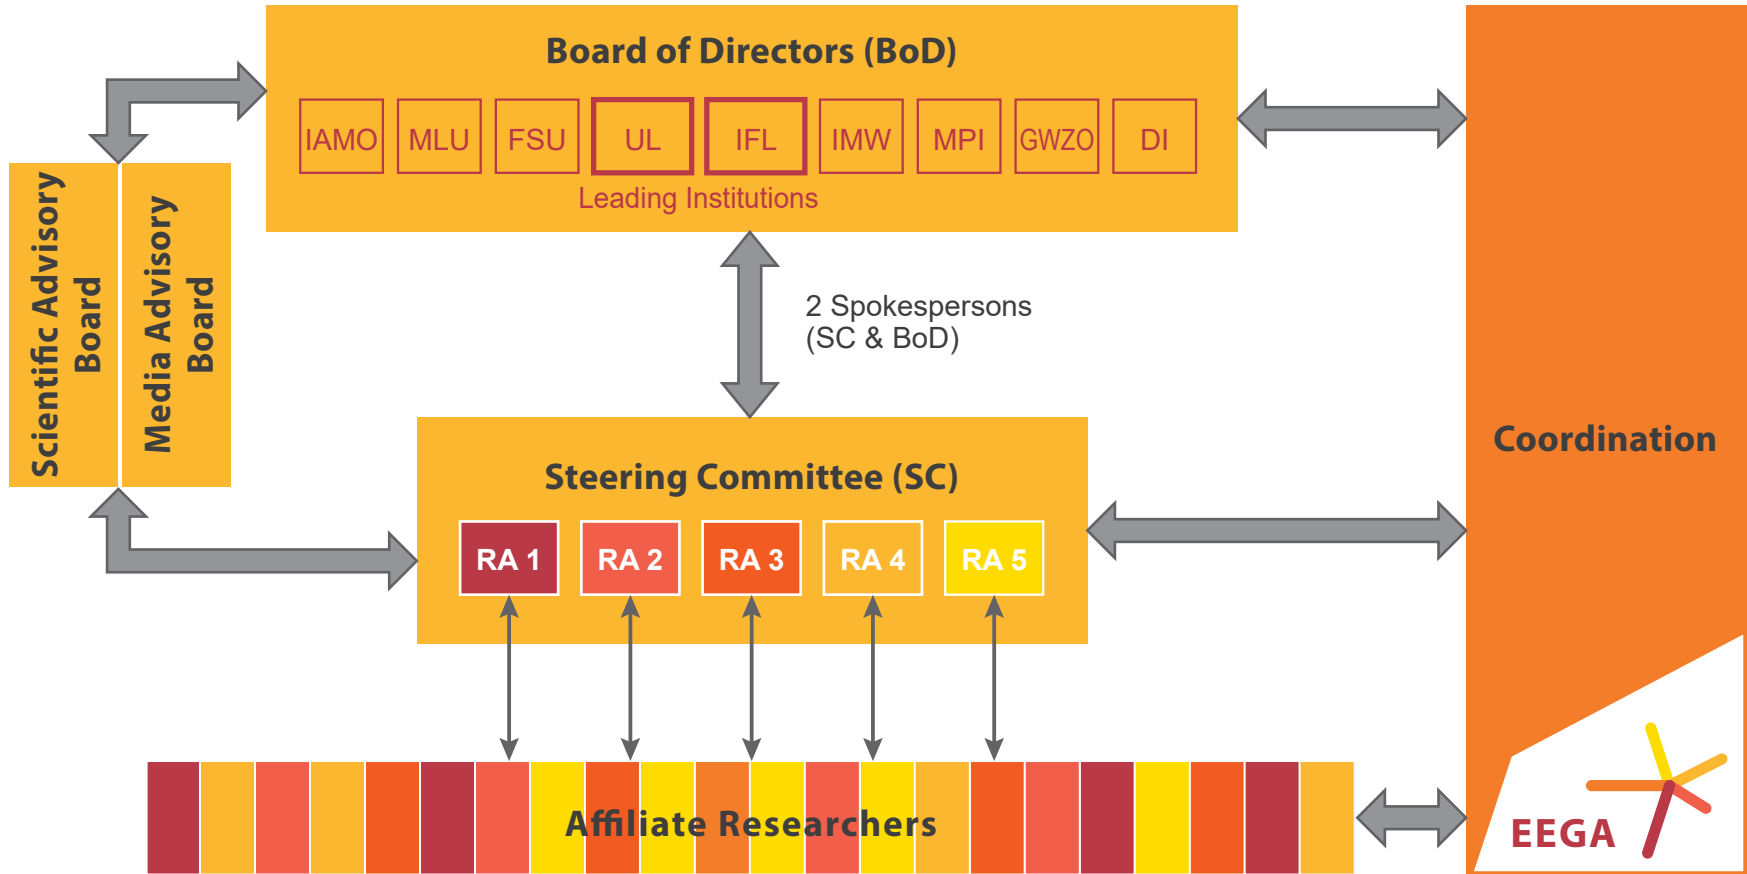 Board of Directors (BoD)
IAMO
MLU
FSU
UL
IFL
IMW
MPI
GWZO
DI
Leading Institutions
Scientific Advisory
Board
Media Advisory
Board
2 Spokespersons
(SC & BoD)
Steering Committee (SC)
RA 1
RA 2
RA 3
RA 4
RA 5
Coordination
Affiliate Researchers
EEGA